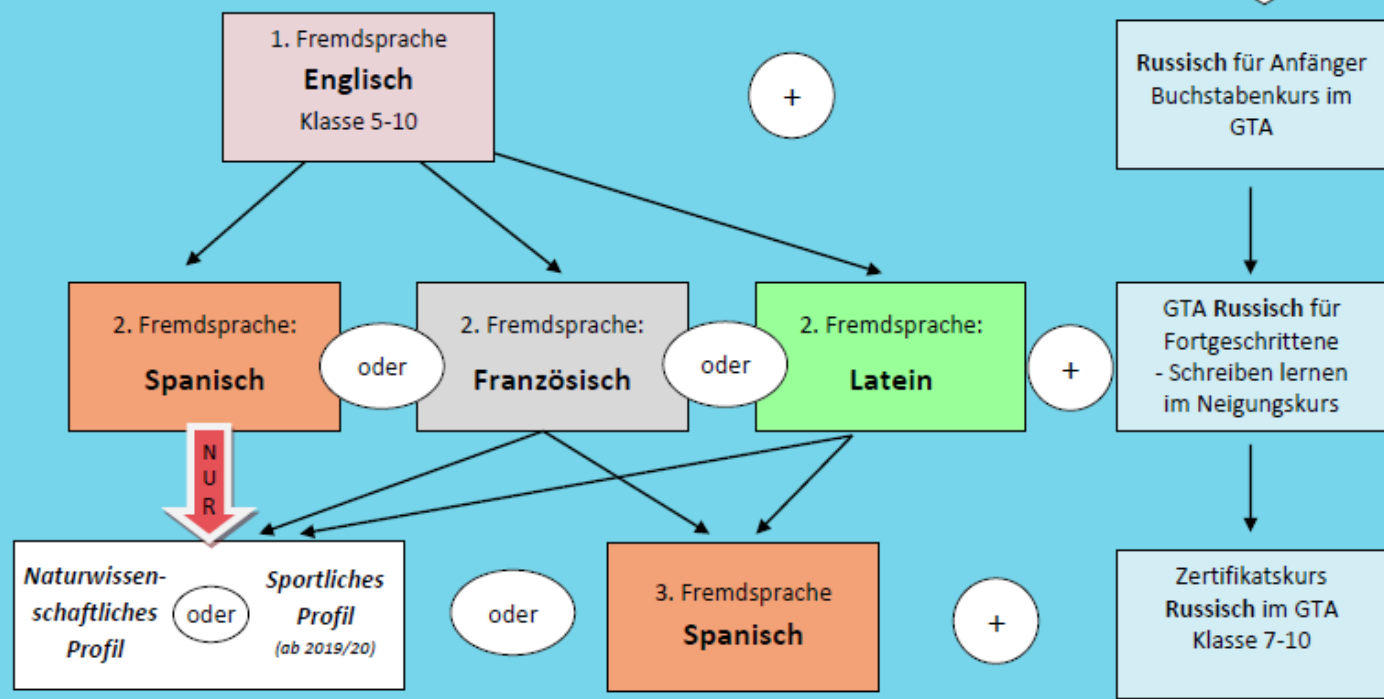 1. Fremdsprache
Englisch
Klasse 5-10
+
Russisch für Anfänger
Buchstabenkurs im
GTA
2. Fremdsprache:
Spanisch
oder
2. Fremdsprache:
Französisch
oder
2. Fremdsprache:
Latein
+
GTA Russisch für
Fortgeschrittene
- Schreiben lernen
im Neigungskurs
N
U
R
Naturwissen-
schaftliches
Profil
oder
Sportliches
Profil
(ab 2019/20)
oder
3. Fremdsprache
Spanisch
+
Zertifikatskurs
Russisch im GTA
Klasse 7-10